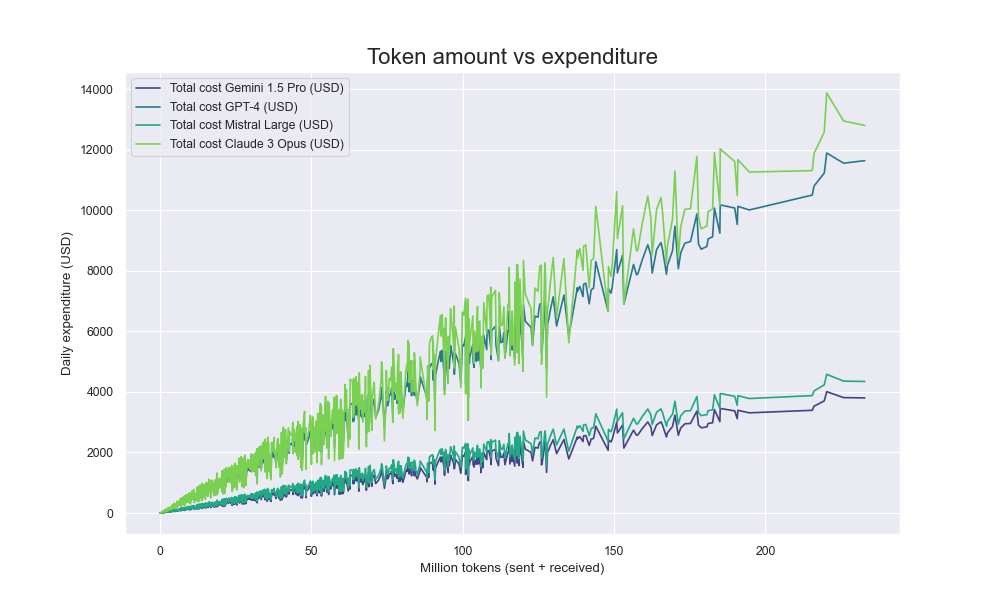 Token amount vs expenditure
Total cost Gemini 1.5 Pro (USD)
Total cost GPT-4 (USD)
Total cost Mistral Large (USD)
Total cost Claude 3 Opus (USD)
Daily expenditure (USD)
14000
12000
10000
8000
6000
4000
2000
0
0 50 100 150 200
Million tokens (sent + received)